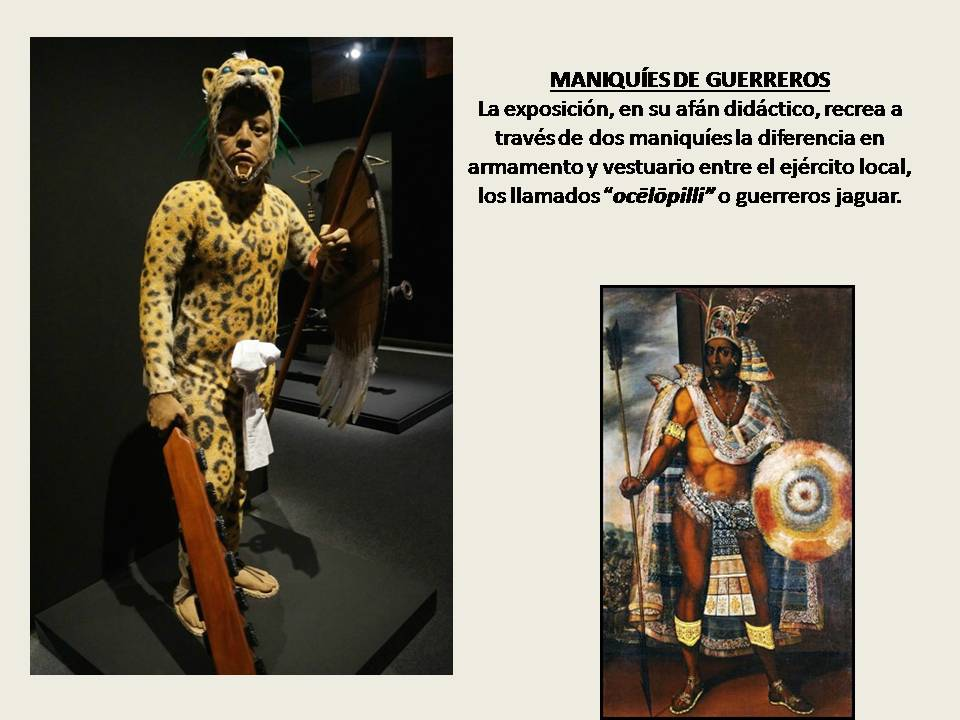 MANIQUÍES DE GUERREROS
La exposición, en su afán didáctico, recrea a
través de dos maniquíes la diferencia en
armamento y vestuario entre el ejército local,
los llamados “ocēlōpilli” o guerreros jaguar.